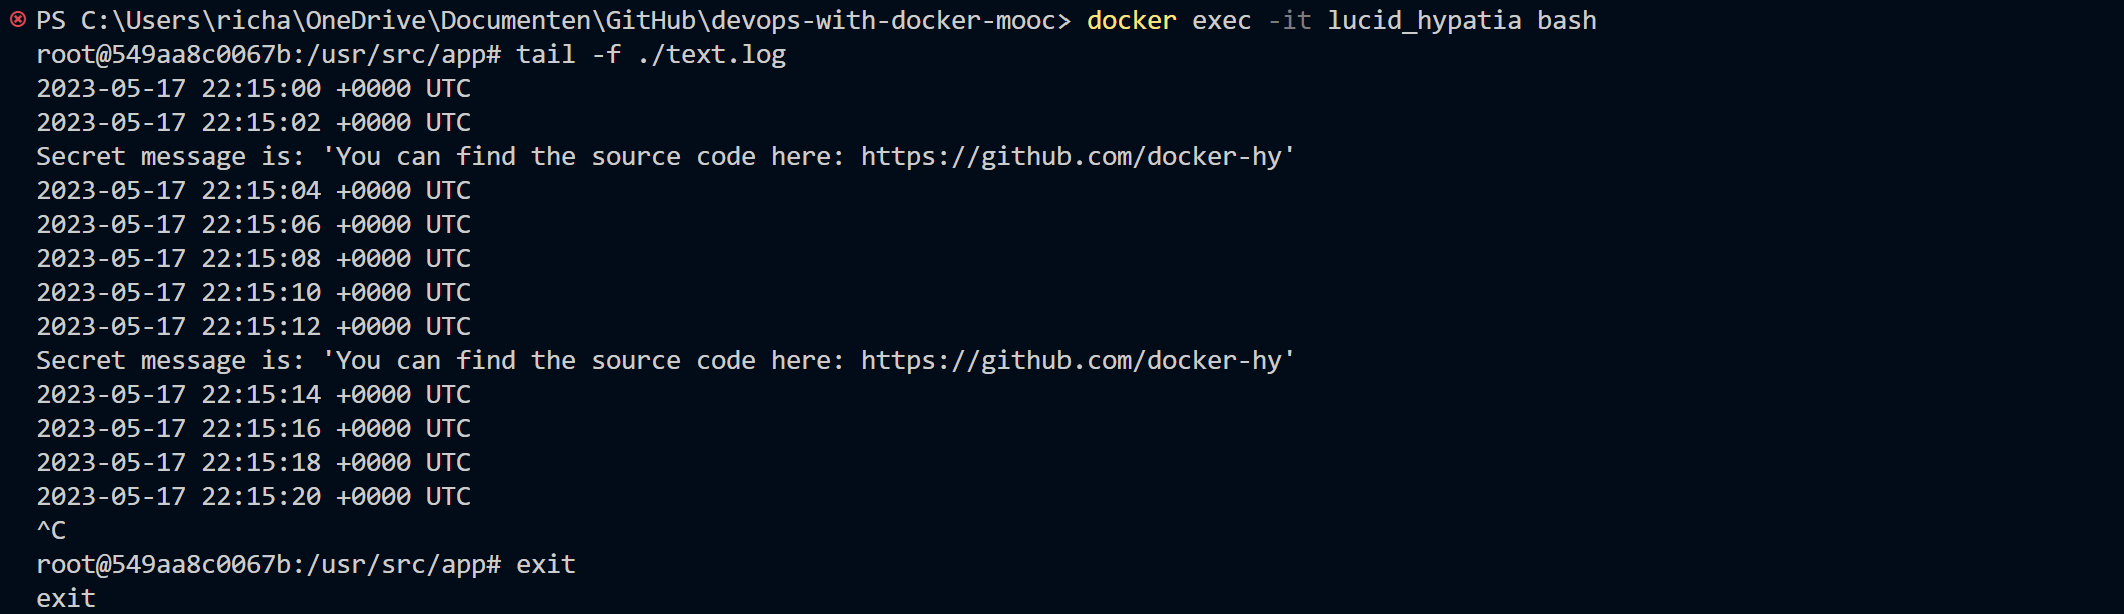 PS C:\Users\richa\OneDrive\Documenten\GitHub\devops-with-docker-mooc> docker exec -it lucid_hypatia bash
root@549aa8c0067b:/usr/src/app# tail -f ./text.log
2023-05-17 22:15:00 +0000 UTC
2023-05-17 22:15:02 +0000 UTC
Secret message is: 'You can find the source code here: https://github.com/docker-hy'
2023-05-17 22:15:04 +0000 UTC
2023-05-17 22:15:06 +0000 UTC
2023-05-17 22:15:08 +0000 UTC
2023-05-17 22:15:10 +0000 UTC
2023-05-17 22:15:12 +0000 UTC
Secret message is: 'You can find the source code here: https://github.com/docker-hy'
2023-05-17 22:15:14 +0000 UTC
2023-05-17 22:15:16 +0000 UTC
2023-05-17 22:15:18 +0000 UTC
2023-05-17 22:15:20 +0000 UTC
^C
root@549aa8c0067b:/usr/src/app# exit
exit